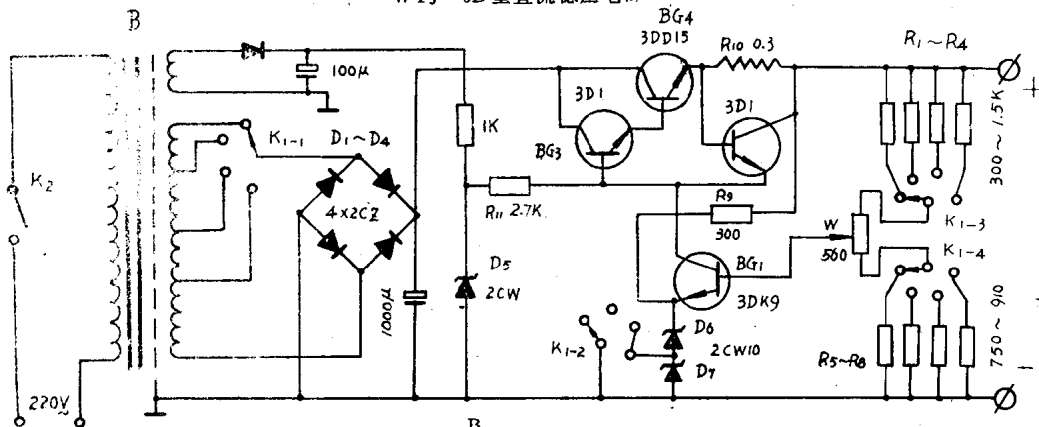 B
BG4
3DD15
R10 0.3
R1~R4
100μ
3D1
3D1
1K
K1-1
D1~D4
BG3
K2
4×2CZ
R11 2.7K
R9
300
300~1.5K
K1-3
W
560
K1-4
D5
2CW
BG1
3DK9
1000μ
D6
2CW10
D7
K1-2
R5~R8
750~910
220V
~
B
+